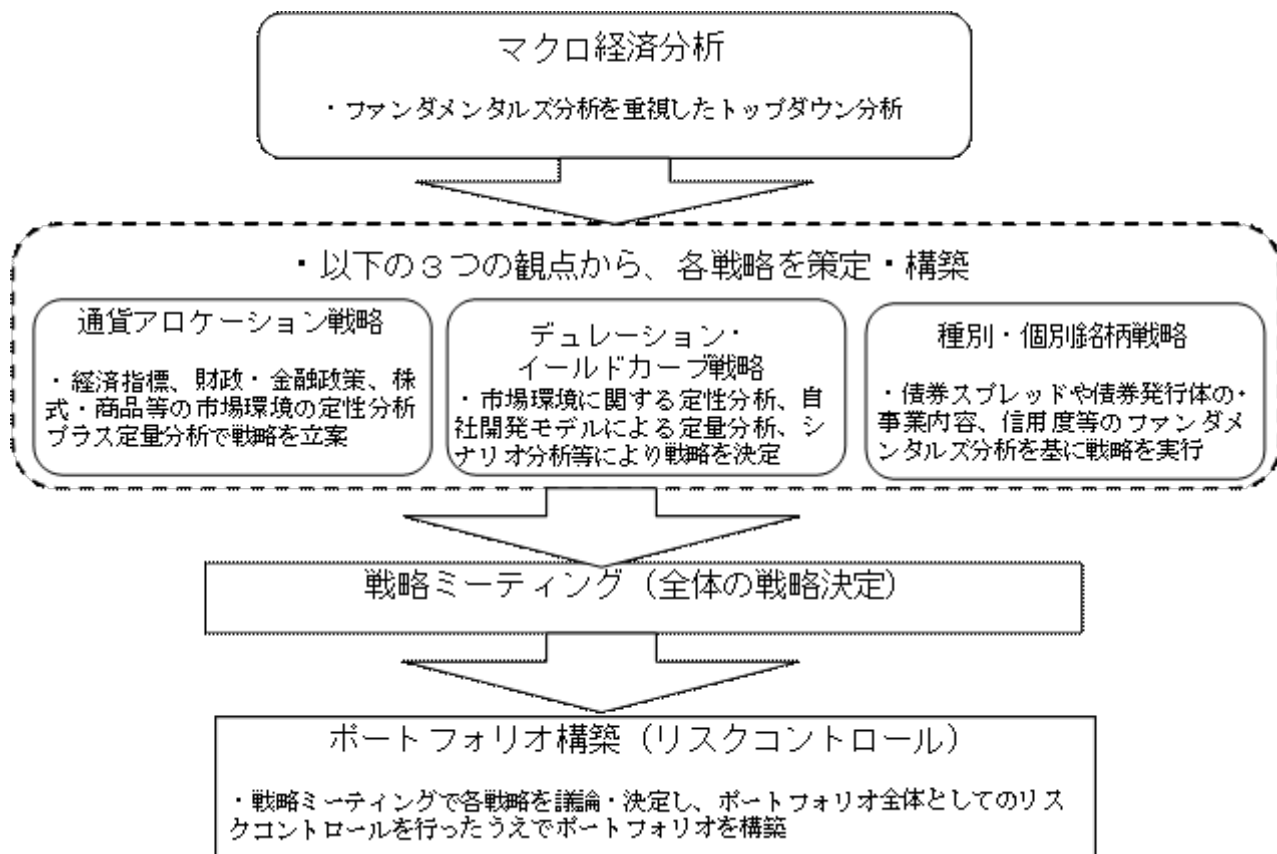 マクロ経済分析
・ファンダメンタルズ分析を重視したトップダウン分析
・以下の３つの観点から、各戦略を策定・構築
通貨アロケーション戦略
・経済指標、財政・金融政策、株
式・商品等の市場環境の定性分析
プラス定量分析で戦略を立案
デュレーション・
イールドカーブ戦略
・市場環境に関する定性分析、自
社開発モデルによる定量分析、シ
ナリオ分析等により戦略を決定
種別・個別銘柄戦略
・債券スプレッドや債券発行体の・
事業内容、信用度等のファンダメ
ンタルズ分析を基に戦略を実行
戦略ミーティング（全体の戦略決定）
ポートフォリオ構築（リスクコントロール）
・戦略ミーティングで各戦略を議論・決定し、ポートフォリオ全体としてのリス
クコントロールを行ったうえでポートフォリオを構築